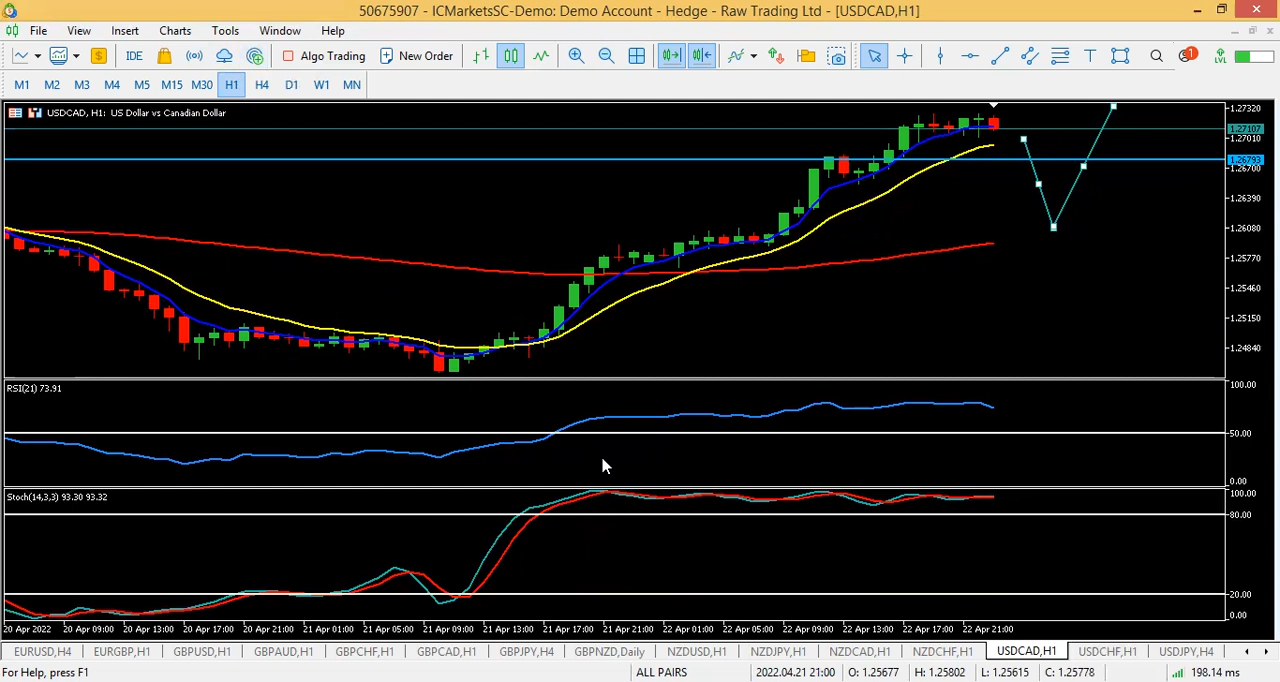 50675907 - ICMarketsSC-Demo: Demo Account - Hedge - Raw Trading Ltd - [USDCAD,H1]
File View Insert Charts Tools Window Help
IDE Algo Trading New Order 1 LVL
M1 M2 M3 M4 M5 M15 M30 H1 H4 D1 W1 MN
USDCAD, H1: US Dollar vs Canadian Dollar
1.27320
1.27107
1.27010
1.26793
1.26700
1.26390
1.26080
1.25770
1.25460
1.25150
1.24840
RSI(21) 73.91
100.00
50.00
0.00
Stoch(14,3,3) 93.30 93.32
100.00
80.00
20.00
0.00
20 Apr 2022 20 Apr 09:00 20 Apr 13:00 20 Apr 17:00 20 Apr 21:00 21 Apr 01:00 21 Apr 05:00 21 Apr 09:00 21 Apr 13:00 21 Apr 17:00 21 Apr 21:00 22 Apr 01:00 22 Apr 05:00 22 Apr 09:00 22 Apr 13:00 22 Apr 17:00 22 Apr 21:00
EURUSD,H4 EURGBP,H1 GBPUSD,H1 GBPAUD,H1 GBPCHF,H1 GBPCAD,H1 GBPJPY,H4 GBPNZD,Daily NZDUSD,H1 NZDJPY,H1 NZDCAD,H1 NZDCHF,H1 USDCAD,H1 USDCHF,H1 USDJPY,H4
For Help, press F1 ALL PAIRS 2022.04.21 21:00 O: 1.25677 H: 1.25802 L: 1.25615 C: 1.25778 198.14 ms